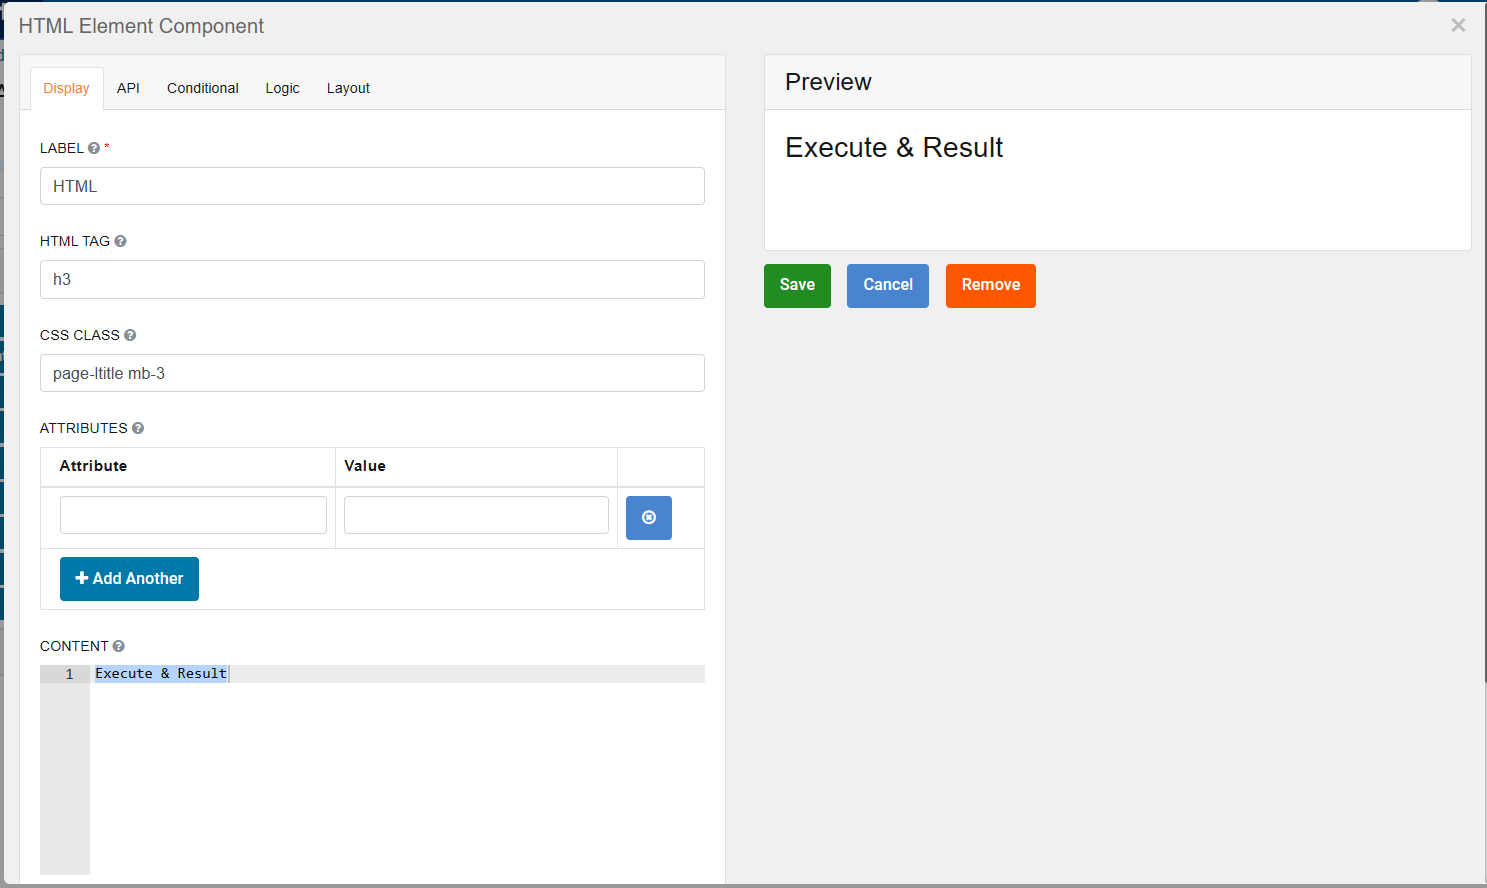 HTML Element Component
×
Display API Conditional Logic Layout
LABEL *
HTML
HTML TAG
h3
CSS CLASS
page-ltitle mb-3
ATTRIBUTES
Attribute Value
Add Another
CONTENT
1 Execute & Result
Preview
Execute & Result
Save Cancel Remove